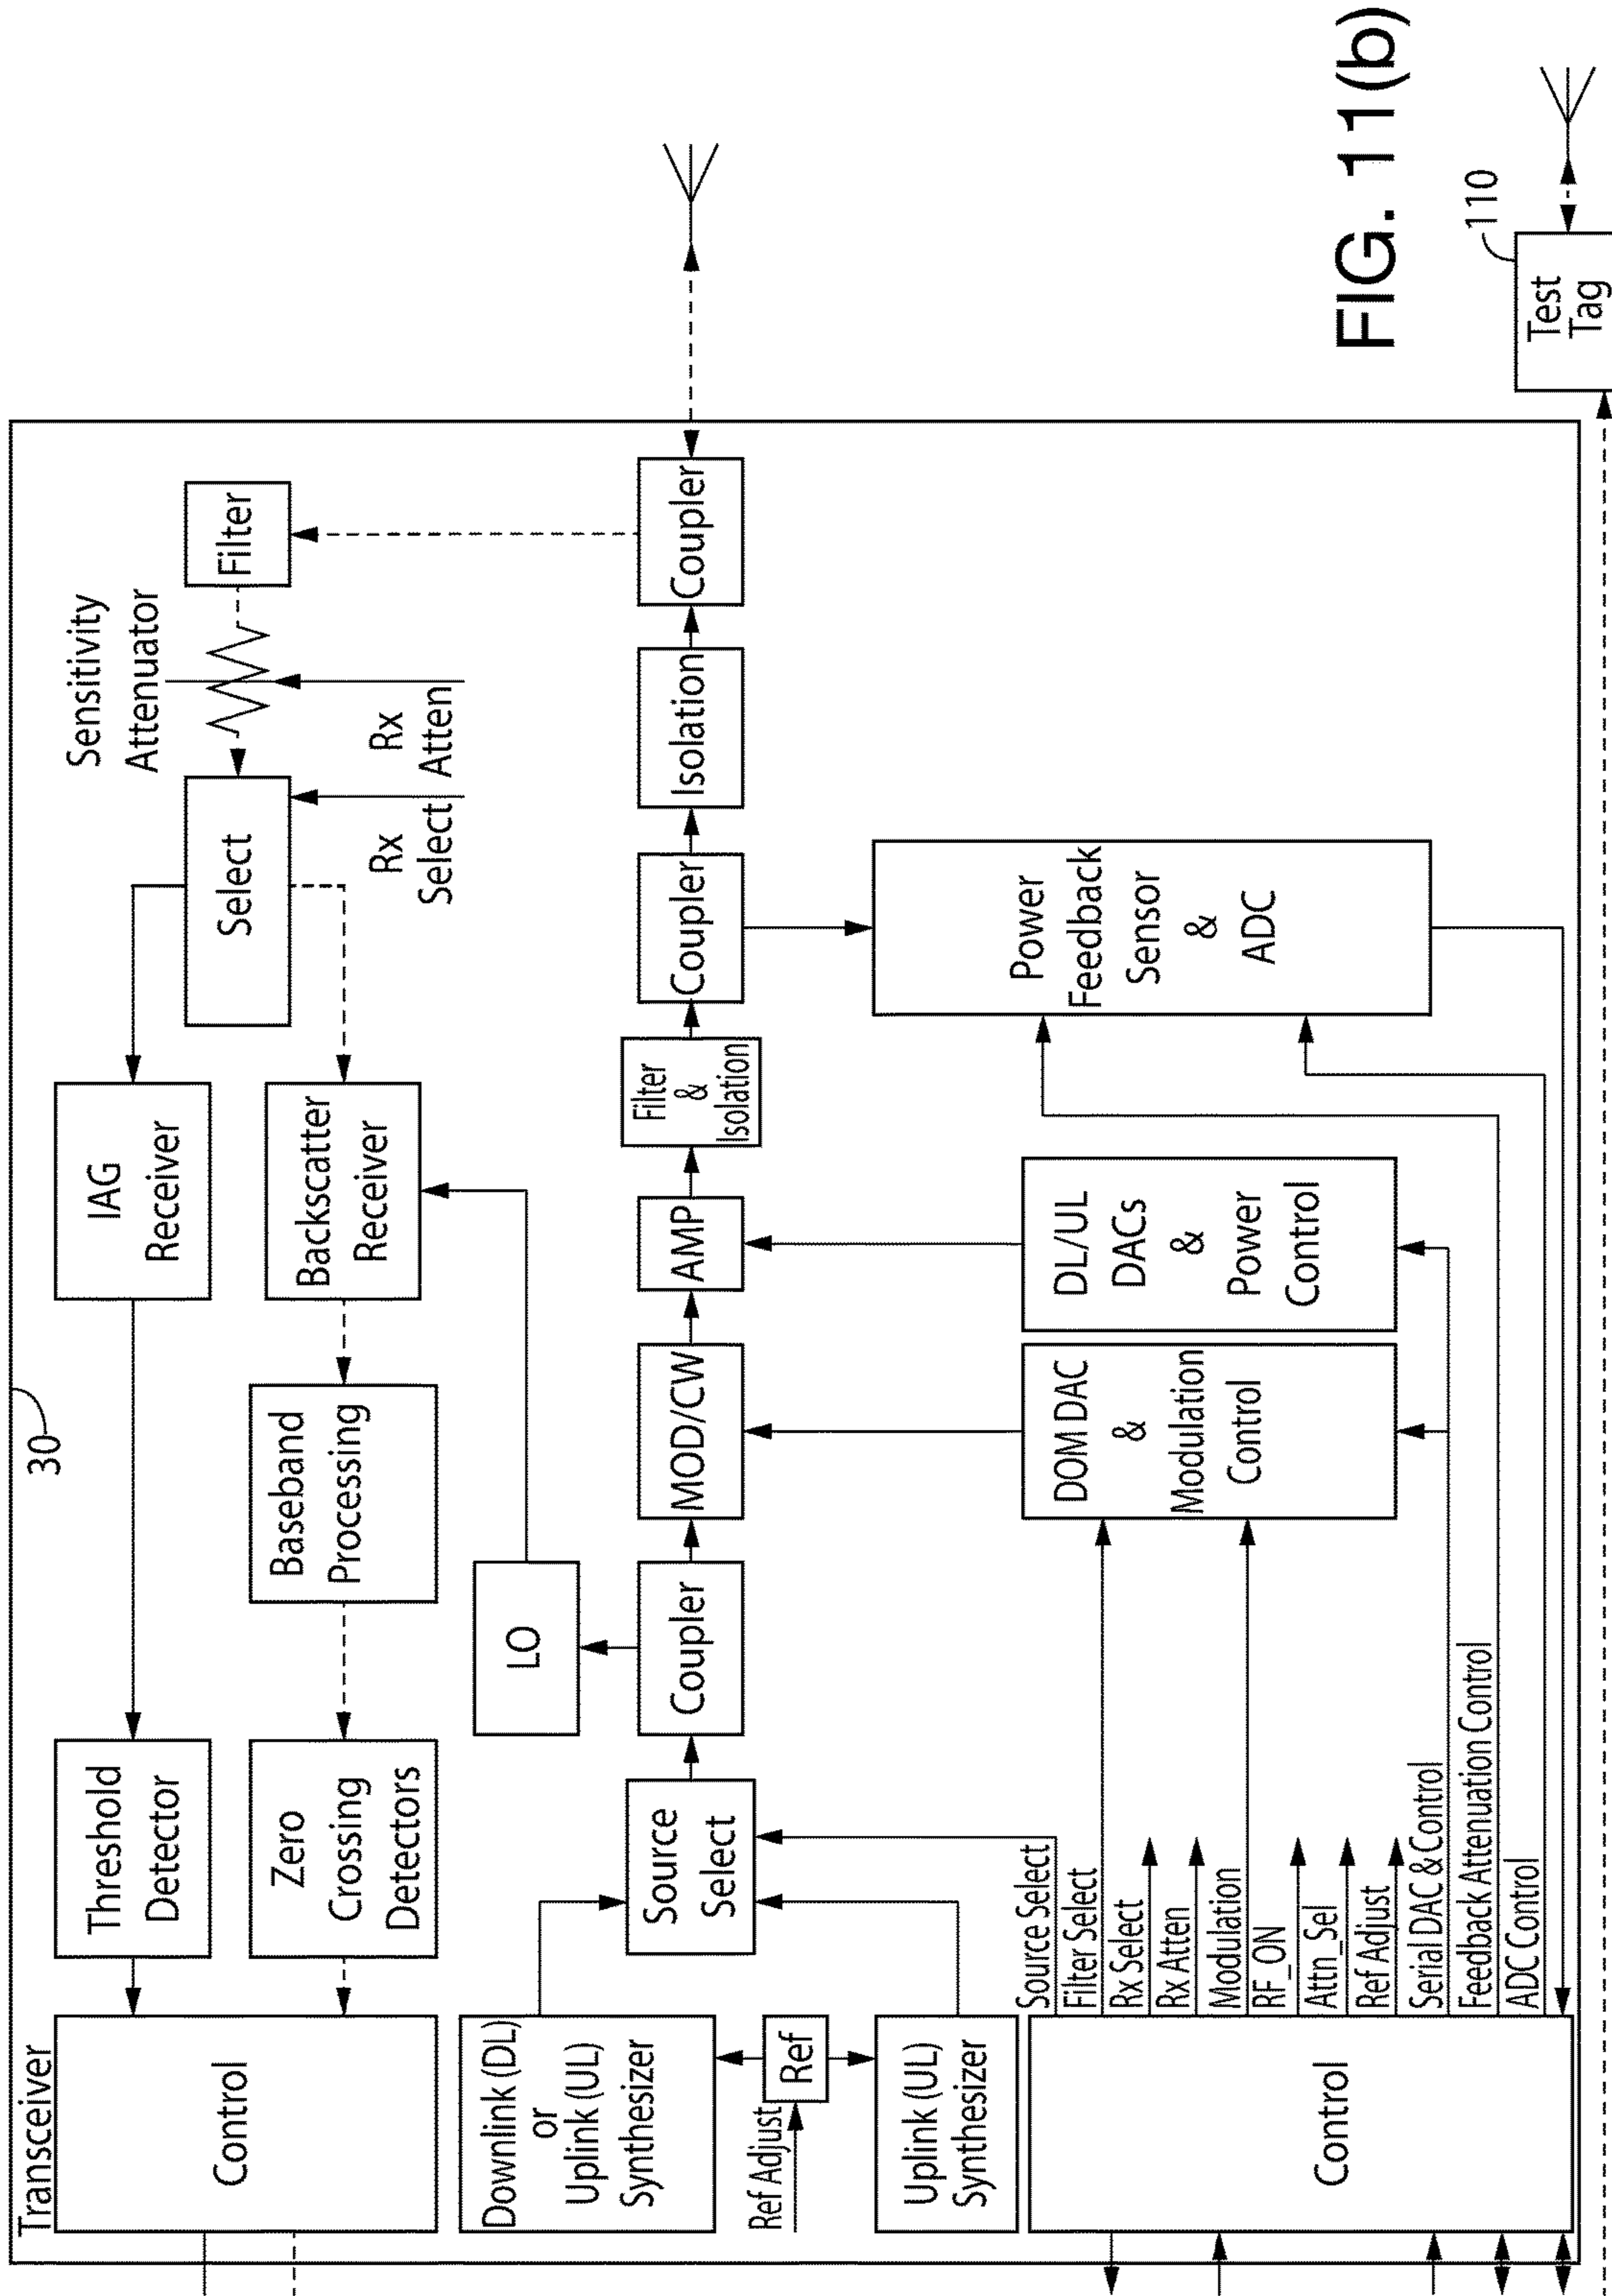 30
Transceiver
Control
Threshold
Detector
IAG
Receiver
Zero
Crossing
Detectors
Baseband
Processing
Backscatter
Receiver
Select
Sensitivity
Attenuator
Filter
Rx
Select
Rx
Atten
LO
Downlink (DL)
or
Uplink (UL)
Synthesizer
Ref Adjust
Ref
Uplink (UL)
Synthesizer
Source
Select
Coupler
MOD/CW
AMP
Filter
&
Isolation
Coupler
Isolation
Coupler
Control
Source Select
Filter Select
Rx Select
Rx Atten
Modulation
RF_ON
Attn_Sel
Ref Adjust
Serial DAC & Control
Feedback Attenuation Control
ADC Control
DOM DAC
&
Modulation
Control
DL/UL
DACs
&
Power
Control
Power
Feedback
Sensor
&
ADC
FIG. 11(b)
110
Test
Tag